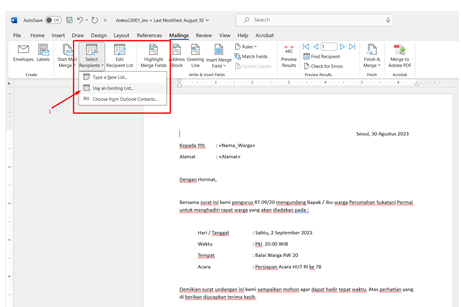 AutoSave Off Ankes23001_leo • Last Modified: August 30 Search
File Home Insert Draw Design Layout References Mailings Review View Help Acrobat
Envelopes Labels Start Mail Merge Select Recipients Edit Recipient List Highlight Merge Fields Address Block Greeting Line Insert Merge Field Rules Match Fields Update Labels ABC Preview Results 1 Find Recipient Check for Errors Finish & Merge Merge to Adobe PDF
Create Write & Insert Fields Preview Results Finish Acrobat
Type a New List...
Use an Existing List...
Choose from Outlook Contacts...
1
Seoul, 30 Agustus 2023
Kepada Yth : «Nama_Warga»
Alamat : «Alamat»
Dengan Hormat,
Bersama surat ini kami pengurus RT 09/20 mengundang Bapak / Ibu warga Perumahan Sukatani Permai
untuk menghadiri rapat warga yang akan diadakan pada :
Hari / Tanggal : Sabtu, 2 September 2023
Waktu : Pkl. 20.00 WIB
Tempat : Balai Warga RW 20
Acara : Persiapan Acara HUT RI ke 78
Demikian surat undangan ini kami sampaikan mohon agar dapat hadir tepat waktu. Atas perhatian yang
di berikan diucapkan terima kasih.